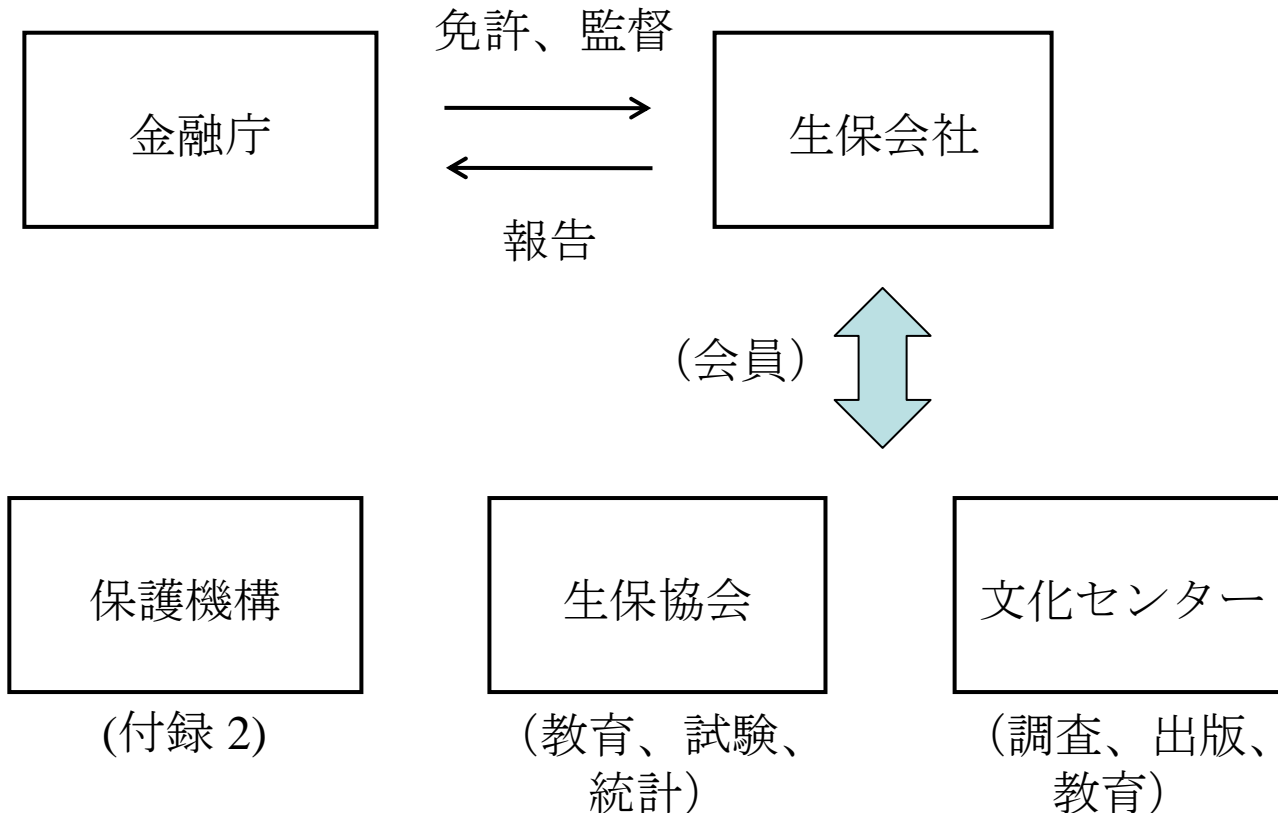 免許、監督
金融庁
生保会社
報告
（会員）
保護機構
生保協会
文化センター
(付録 2)
（教育、試験、
統計）
（調査、出版、
教育）